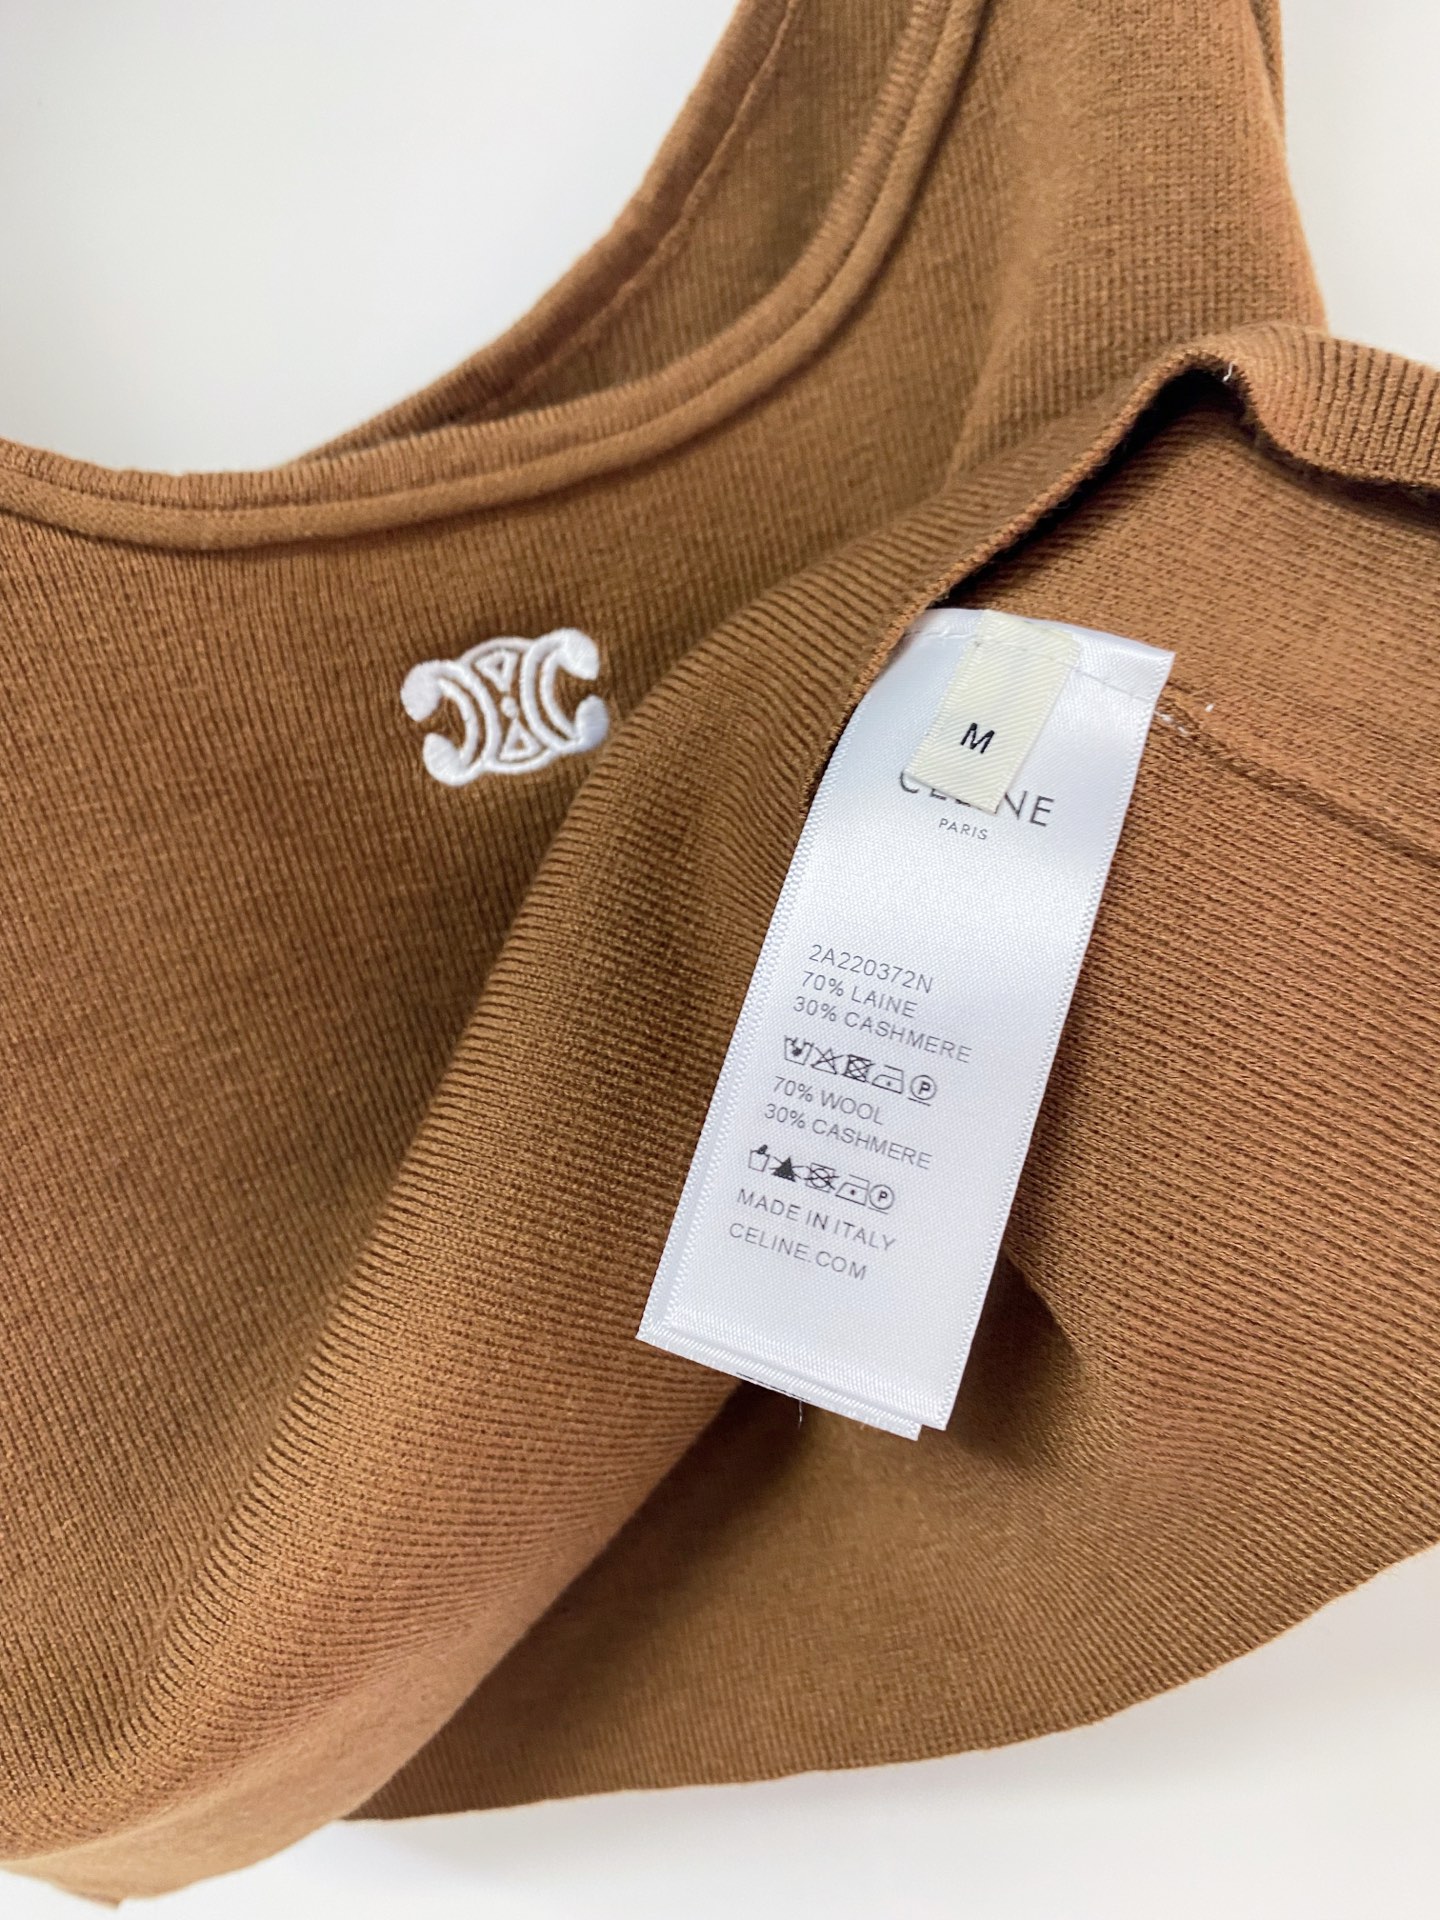 M
CELINE
PARIS
2A220372N
70% LAINE
30% CASHMERE
P
70% WOOL
30% CASHMERE
P
MADE IN ITALY
CELINE.COM